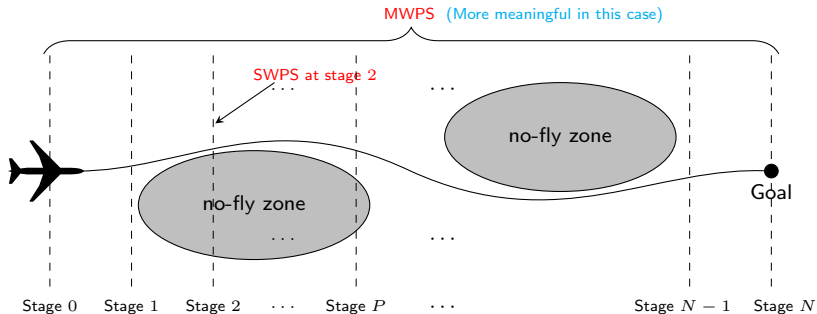 MWPS (More meaningful in this case)
SWPS at stage 2
... ...
no-fly zone
no-fly zone
Goal
... ...
Stage 0 Stage 1 Stage 2 ... Stage P ... Stage N − 1 Stage N